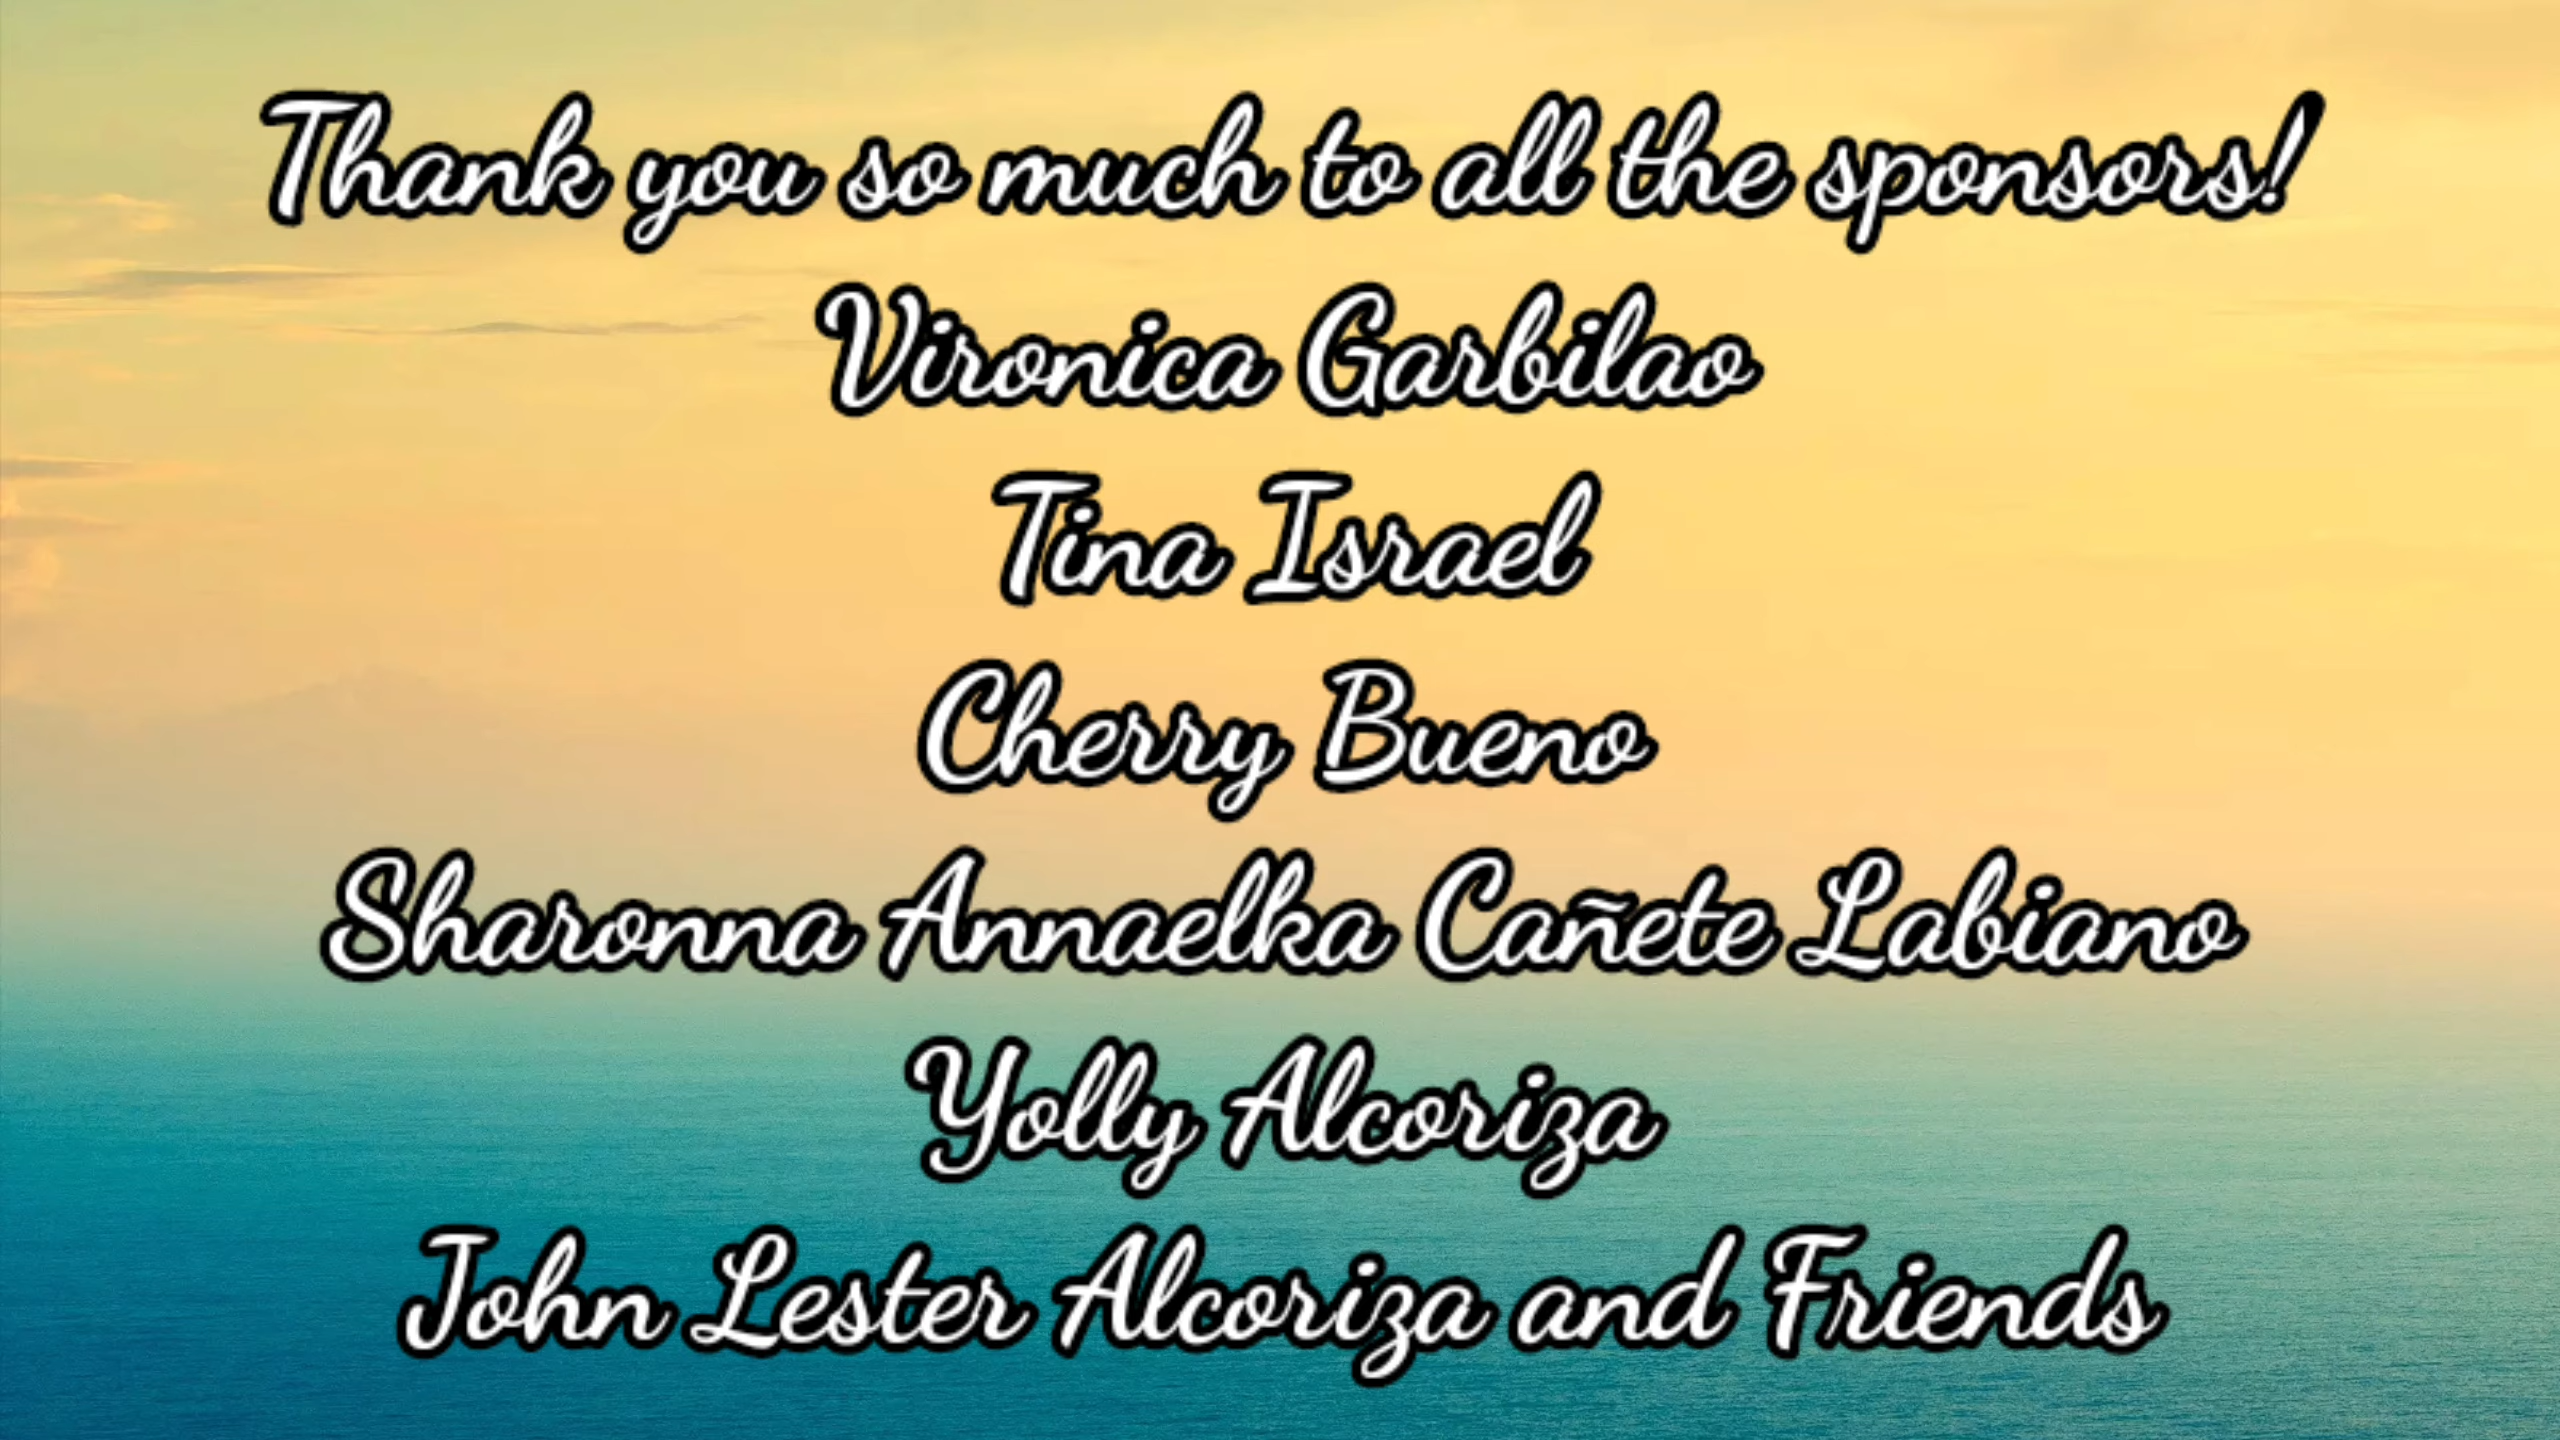 Thank you so much to all the sponsors!
Vironica Garbilao
Tina Israel
Cherry Bueno
Sharonna Annaelka Cañete Labiano
Yolly Alcoriza
John Lester Alcoriza and Friends